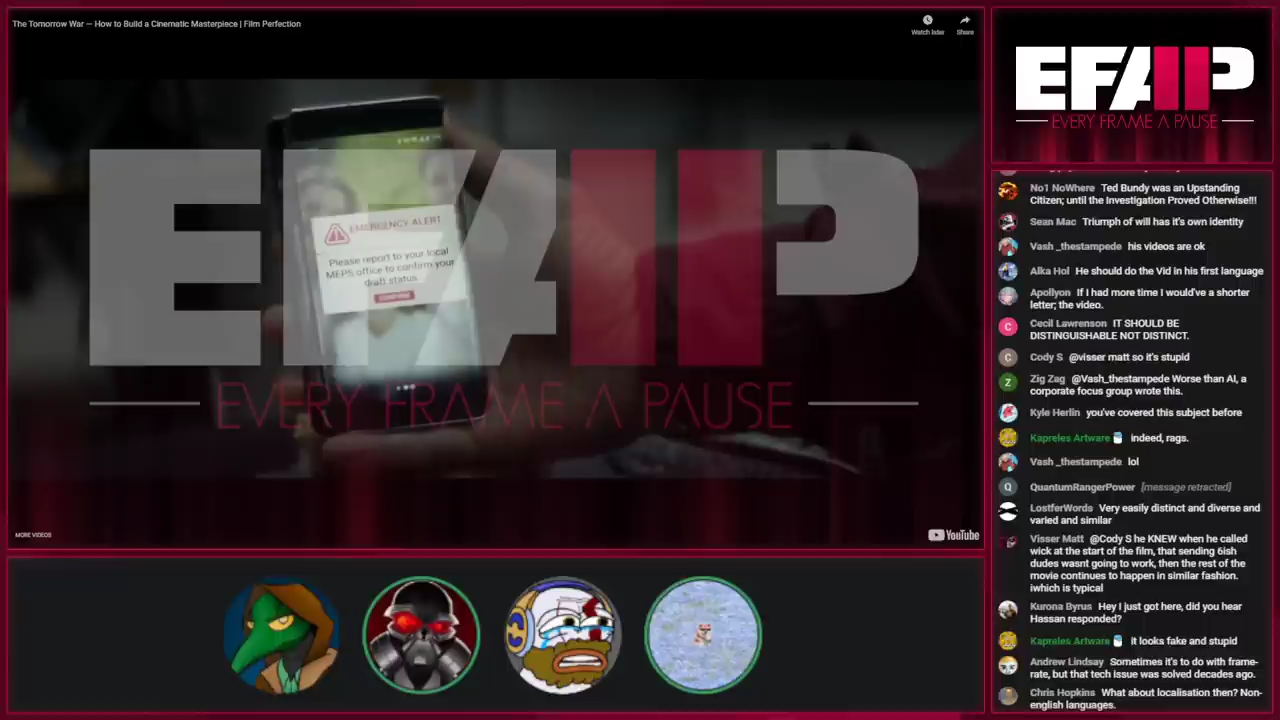 The Tomorrow War — How to Build a Cinematic Masterpiece | Film Perfection
Watch later
Share
EMERGENCY ALERT
Please report to your local
MEPS office to confirm your
draft status.
CONFIRM
EFAP
EVERY FRAME A PAUSE
MORE VIDEOS
YouTube
EFAP
EVERY FRAME A PAUSE
No1 NoWhere Ted Bundy was an Upstanding
Citizen; until the Investigation Proved Otherwise!!!
Sean Mac Triumph of will has it's own identity
Vash _thestampede his videos are ok
Alka Hol He should do the Vid in his first language
Apollyon If I had more time I would've a shorter
letter; the video.
Cecil Lawrenson IT SHOULD BE
DISTINGUISHABLE NOT DISTINCT.
C
Cody S @visser matt so it's stupid
C
Zig Zag @Vash_thestampede Worse than AI, a
corporate focus group wrote this.
Z
Kyle Herlin you've covered this subject before
Kapreles Artware indeed, rags.
Vash _thestampede lol
Q
QuantumRangerPower [message retracted]
LostferWords Very easily distinct and diverse and
varied and similar
Visser Matt @Cody S he KNEW when he called
wick at the start of the film, that sending 6ish
dudes wasnt going to work, then the rest of the
movie continues to happen in similar fashion.
iwhich is typical
Kurona Byrus Hey I just got here, did you hear
Hassan responded?
Kapreles Artware it looks fake and stupid
Andrew Lindsay Sometimes it's to do with frame-
rate, but that tech issue was solved decades ago.
Chris Hopkins What about localisation then? Non-
english languages.